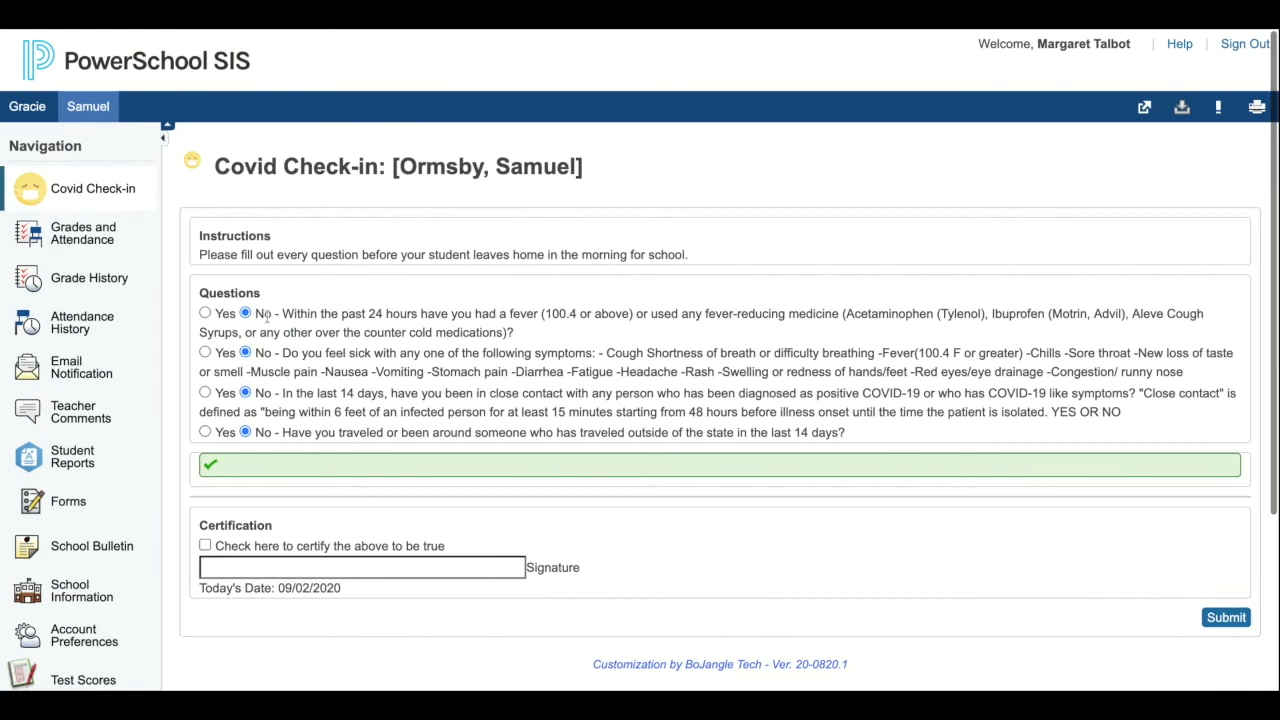 Welcome, Margaret Talbot | Help | Sign Out
PowerSchool SIS
Gracie Samuel
Navigation
Covid Check-in
Grades and
Attendance
Grade History
Attendance
History
Email
Notification
Teacher
Comments
Student
Reports
Forms
School Bulletin
School
Information
Account
Preferences
Test Scores
Covid Check-in: [Ormsby, Samuel]
Instructions
Please fill out every question before your student leaves home in the morning for school.
Questions
Yes No - Within the past 24 hours have you had a fever (100.4 or above) or used any fever-reducing medicine (Acetaminophen (Tylenol), Ibuprofen (Motrin, Advil), Aleve Cough
Syrups, or any other over the counter cold medications)?
Yes No - Do you feel sick with any one of the following symptoms: - Cough Shortness of breath or difficulty breathing -Fever(100.4 F or greater) -Chills -Sore throat -New loss of taste
or smell -Muscle pain -Nausea -Vomiting -Stomach pain -Diarrhea -Fatigue -Headache -Rash -Swelling or redness of hands/feet -Red eyes/eye drainage -Congestion/ runny nose
Yes No - In the last 14 days, have you been in close contact with any person who has been diagnosed as positive COVID-19 or who has COVID-19 like symptoms? "Close contact" is
defined as "being within 6 feet of an infected person for at least 15 minutes starting from 48 hours before illness onset until the time the patient is isolated. YES OR NO
Yes No - Have you traveled or been around someone who has traveled outside of the state in the last 14 days?
Certification
Check here to certify the above to be true
Signature
Today's Date: 09/02/2020
Submit
Customization by BoJangle Tech - Ver. 20-0820.1